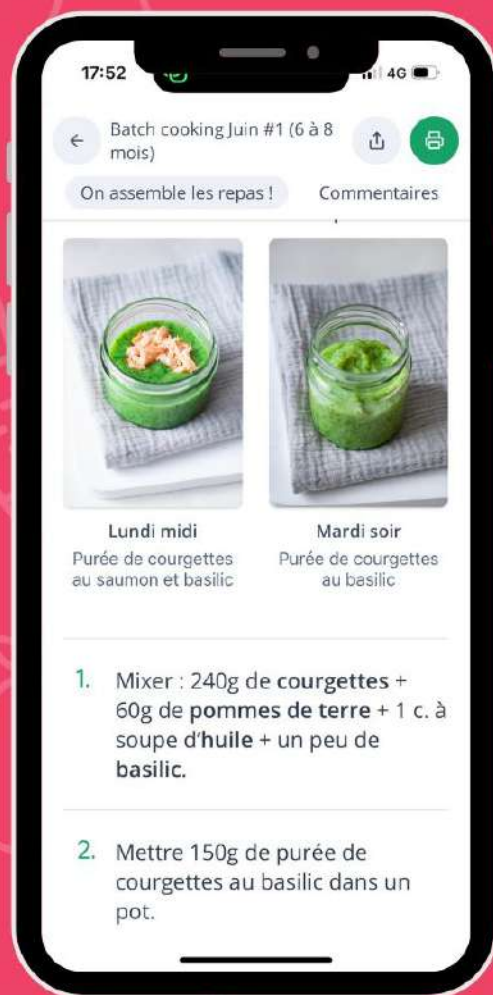 17:52
4G
Batch cooking Juin #1 (6 à 8
mois)
On assemble les repas !
Commentaires
Lundi midi
Purée de courgettes
au saumon et basilic
Mardi soir
Purée de courgettes
au basilic
1. Mixer : 240g de courgettes +
60g de pommes de terre + 1 c. à
soupe d'huile + un peu de
basilic.
2. Mettre 150g de purée de
courgettes au basilic dans un
pot.